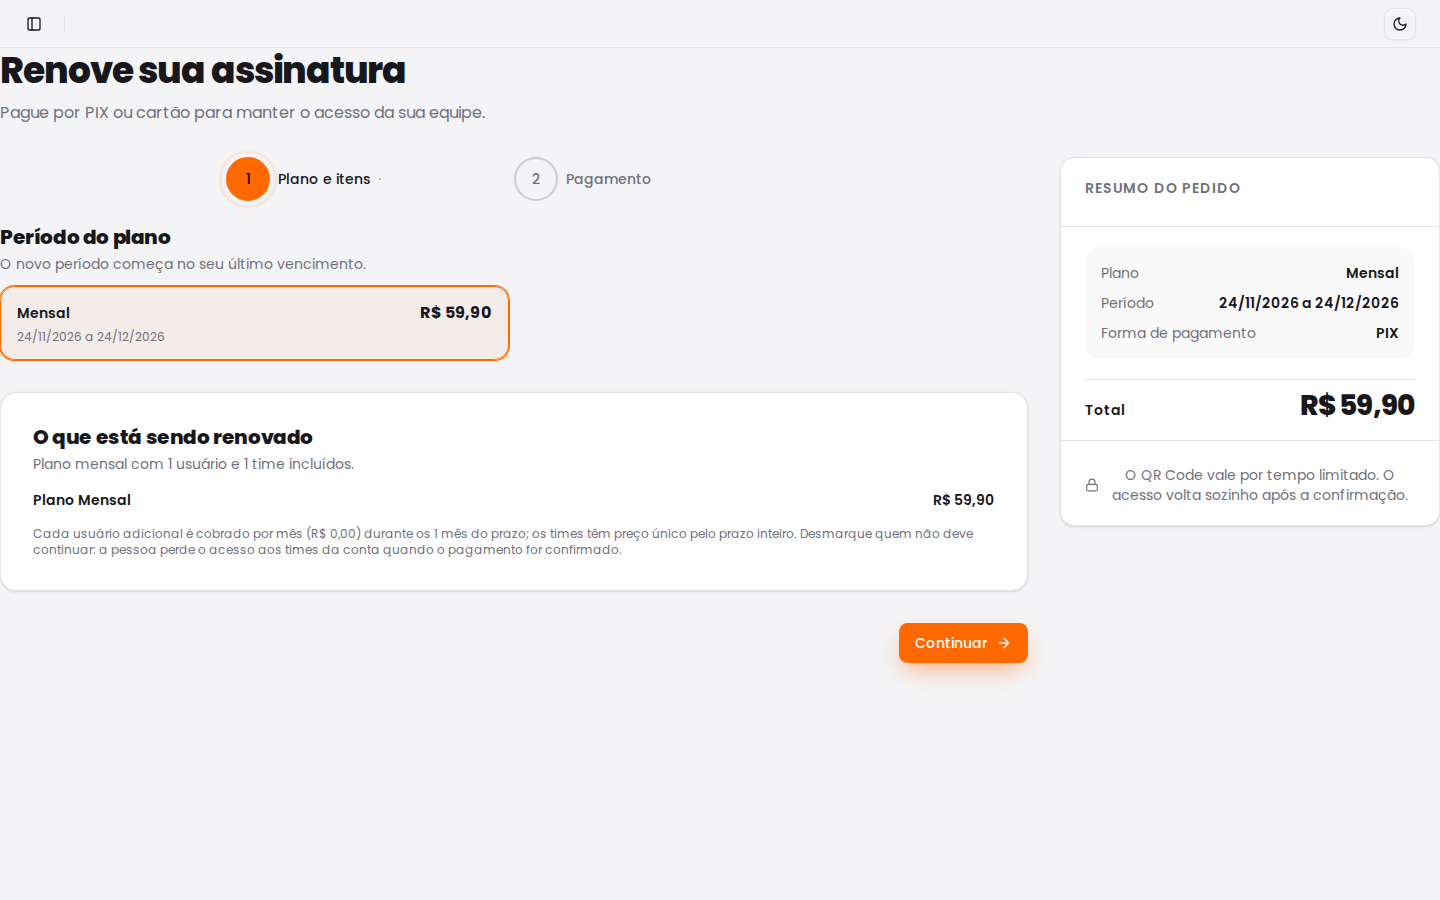 Renove sua assinatura
Pague por PIX ou cartão para manter o acesso da sua equipe.
1 Plano e itens ·
2 Pagamento
Período do plano
O novo período começa no seu último vencimento.
Mensal R$ 59,90
24/11/2026 a 24/12/2026
O que está sendo renovado
Plano mensal com 1 usuário e 1 time incluídos.
Plano Mensal R$ 59,90
Cada usuário adicional é cobrado por mês (R$ 0,00) durante os 1 mês do prazo; os times têm preço único pelo prazo inteiro. Desmarque quem não deve
continuar: a pessoa perde o acesso aos times da conta quando o pagamento for confirmado.
Continuar
RESUMO DO PEDIDO
Plano Mensal
Período 24/11/2026 a 24/12/2026
Forma de pagamento PIX
Total R$ 59,90
O QR Code vale por tempo limitado. O
acesso volta sozinho após a confirmação.